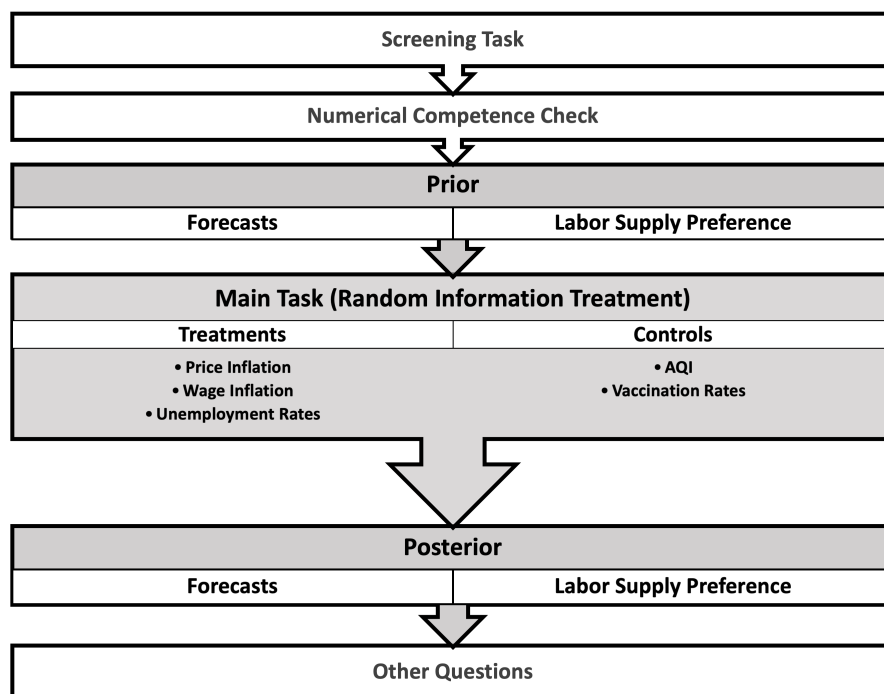 Screening Task
Numerical Competence Check
Prior
Forecasts
Labor Supply Preference
Main Task (Random Information Treatment)
Treatments
Controls
• Price Inflation
• Wage Inflation
• Unemployment Rates
• AQI
• Vaccination Rates
Posterior
Forecasts
Labor Supply Preference
Other Questions